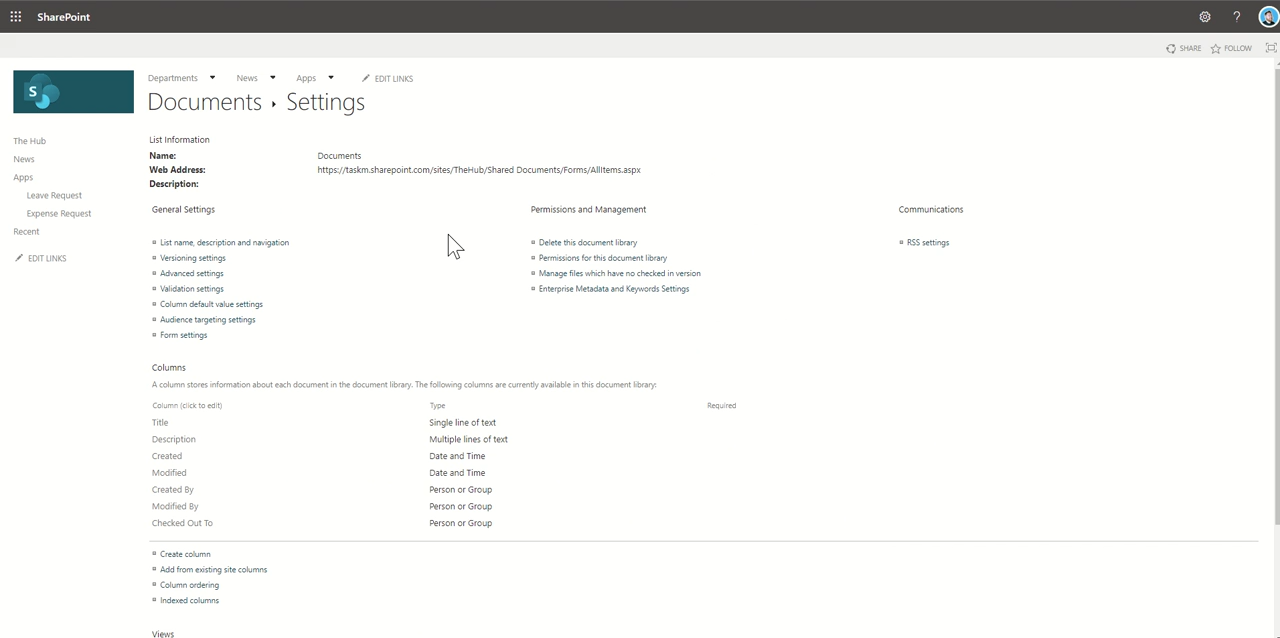 SharePoint
?
SHARE FOLLOW
S
Departments News Apps EDIT LINKS
Documents Settings
The Hub
News
Apps
Leave Request
Expense Request
Recent
EDIT LINKS
List Information
Name: Documents
Web Address: https://taskm.sharepoint.com/sites/TheHub/Shared Documents/Forms/AllItems.aspx
Description:
General Settings
List name, description and navigation
Versioning settings
Advanced settings
Validation settings
Column default value settings
Audience targeting settings
Form settings
Permissions and Management
Delete this document library
Permissions for this document library
Manage files which have no checked in version
Enterprise Metadata and Keywords Settings
Communications
RSS settings
Columns
A column stores information about each document in the document library. The following columns are currently available in this document library:
Column (click to edit) Type Required
Title Single line of text
Description Multiple lines of text
Created Date and Time
Modified Date and Time
Created By Person or Group
Modified By Person or Group
Checked Out To Person or Group
Create column
Add from existing site columns
Column ordering
Indexed columns
Views